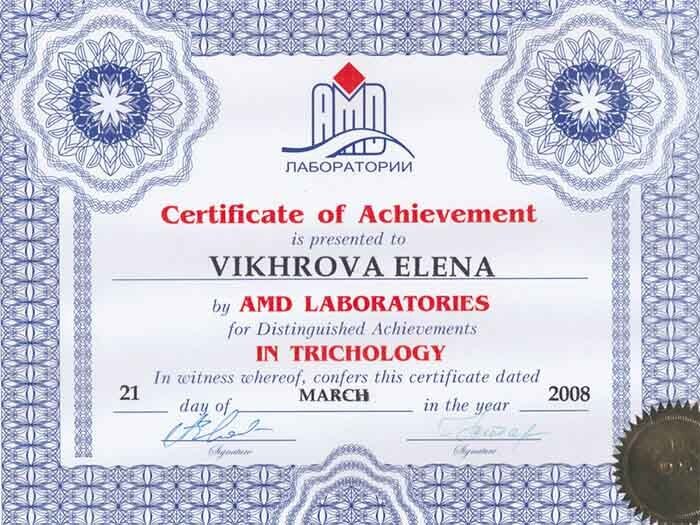 АМD
ЛАБОРАТОРИИ
Certificate of Achievement
is presented to
VIKHROVA ELENA
by AMD LABORATORIES
for Distinguished Achievements
IN TRICHOLOGY
In witness whereof, confers this certificate dated
21 day of MARCH in the year 2008
Signature Signature